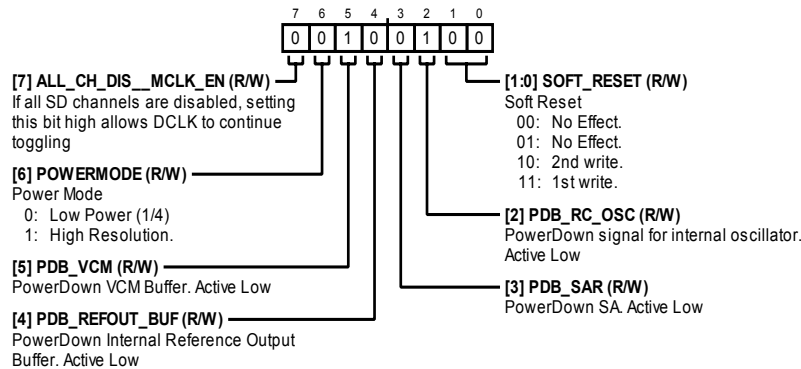 7 6 5 4 3 2 1 0
0 0 1 0 0 1 0 0
[7] ALL_CH_DIS__MCLK_EN (R/W)
If all SD channels are disabled, setting
this bit high allows DCLK to continue
toggling
[6] POWERMODE (R/W)
Power Mode
0: Low Power (1/4)
1: High Resolution.
[5] PDB_VCM (R/W)
PowerDown VCM Buffer. Active Low
[4] PDB_REFOUT_BUF (R/W)
PowerDown Internal Reference Output
Buffer. Active Low
[1:0] SOFT_RESET (R/W)
Soft Reset
00: No Effect.
01: No Effect.
10: 2nd write.
11: 1st write.
[2] PDB_RC_OSC (R/W)
PowerDown signal for internal oscillator.
Active Low
[3] PDB_SAR (R/W)
PowerDown SA. Active Low